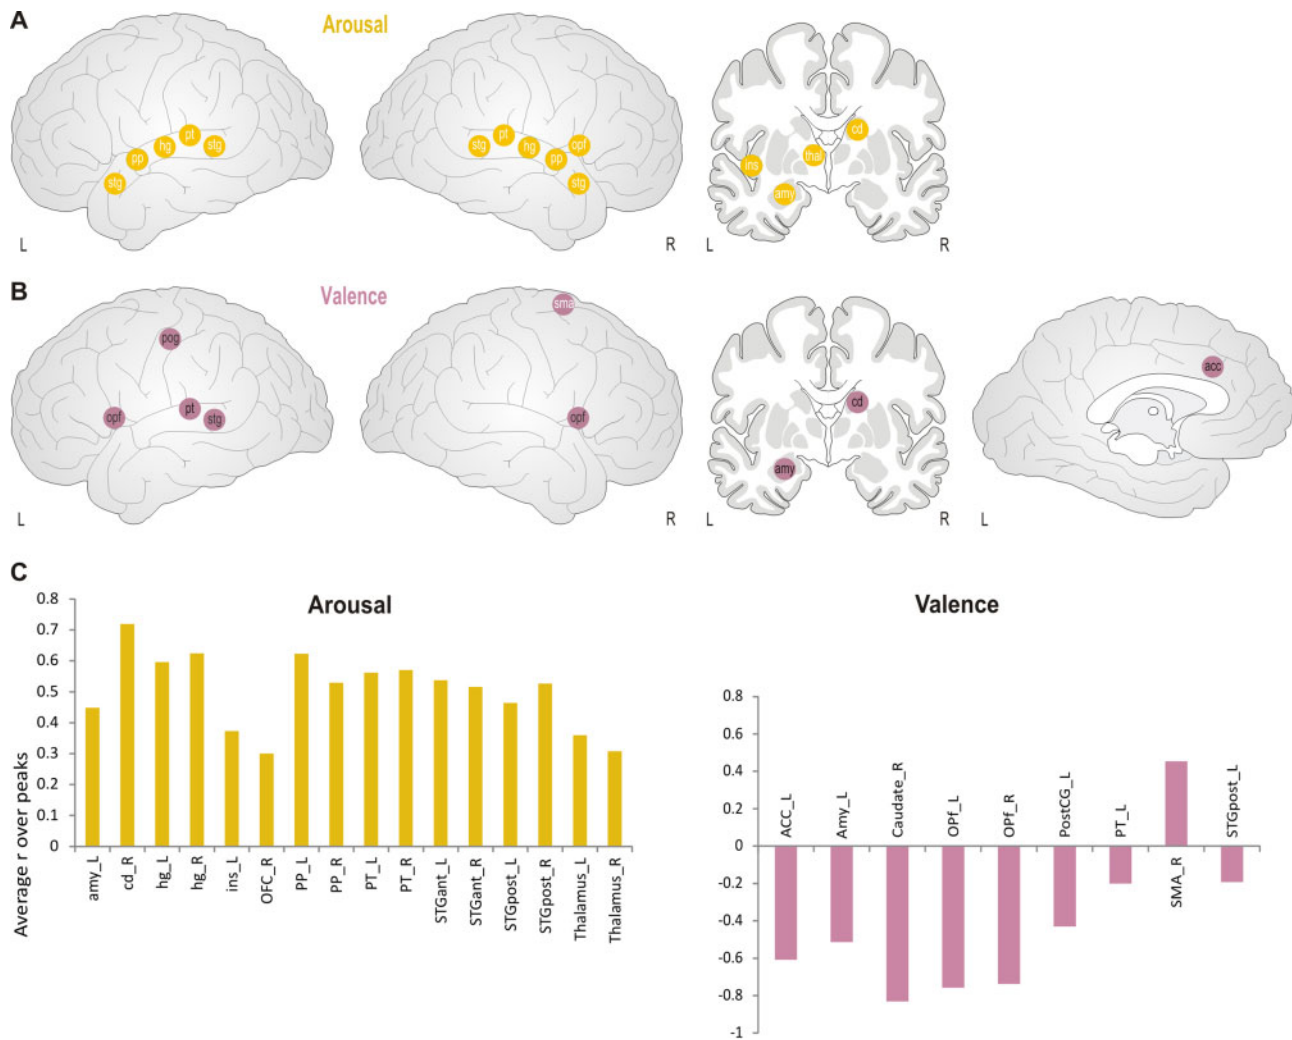 A
Arousal
pt
hg
stg
pp
stg
L
pt
stg
hg
opf
pp
stg
R
cd
ins
thal
amy
L
R
B
Valence
pog
opf
pt
stg
L
sma
opf
R
cd
amy
L
R
acc
L
C
Arousal
Average r over peaks
0.8
0.7
0.6
0.5
0.4
0.3
0.2
0.1
0
amy_L
cd_R
hg_L
hg_R
ins_L
OFC_R
PP_L
PP_R
PT_L
PT_R
STGant_L
STGant_R
STGpost_L
STGpost_R
Thalamus_L
Thalamus_R
Valence
0.8
0.6
0.4
0.2
0
-0.2
-0.4
-0.6
-0.8
-1
ACC_L
Amy_L
Caudate_R
OPf_L
OPf_R
PostCG_L
PT_L
SMA_R
STGpost_L